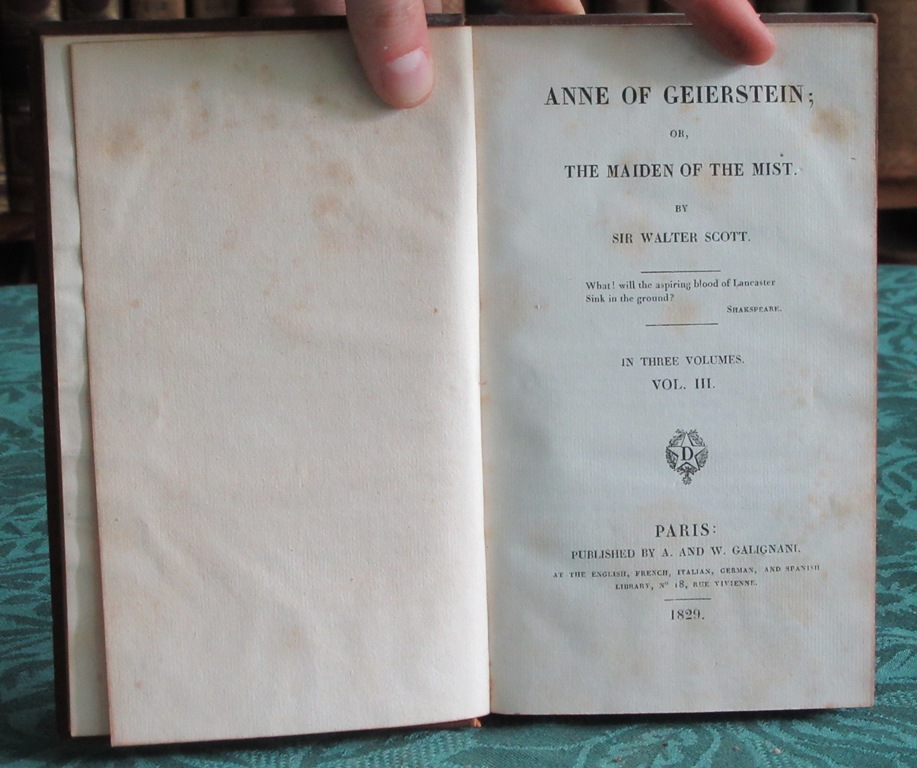 ANNE OF GEIERSTEIN;
OR,
THE MAIDEN OF THE MIST.
BY
SIR WALTER SCOTT.
What! will the aspiring blood of Lancaster
Sink in the ground?
SHAKSPEARE.
IN THREE VOLUMES.
VOL. III.
D
PARIS:
PUBLISHED BY A. AND W. GALIGNANI,
AT THE ENGLISH, FRENCH, ITALIAN, GERMAN, AND SPANISH
LIBRARY, Nº 18, RUE VIVIENNE.
1829.